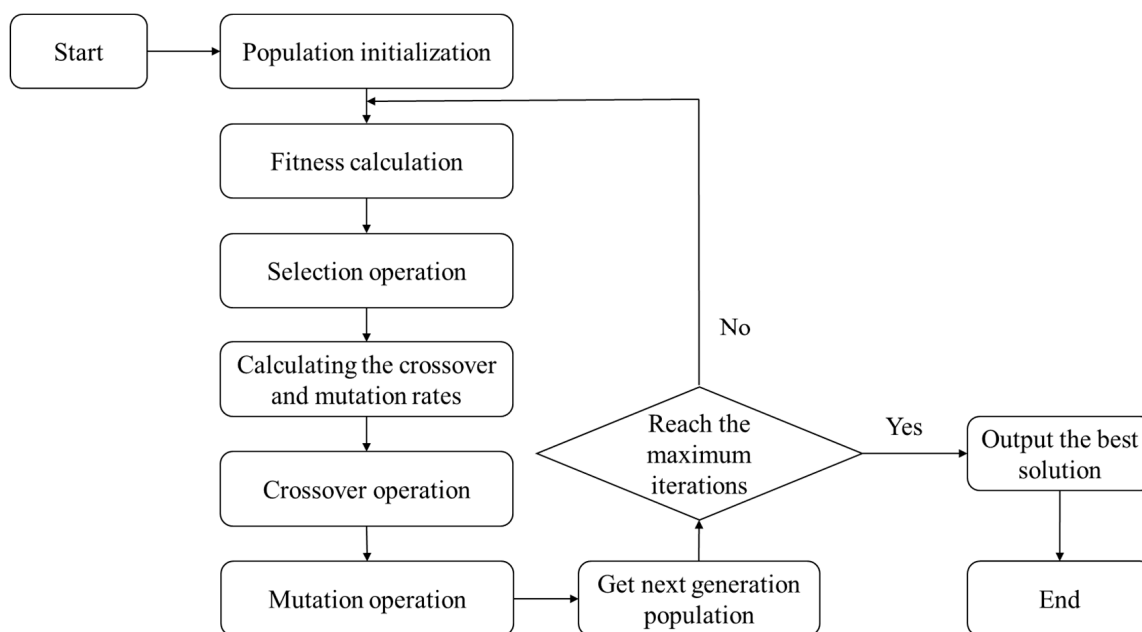 Start
Population initialization
Fitness calculation
Selection operation
Calculating the crossover
and mutation rates
Crossover operation
Mutation operation
Get next generation
population
Reach the
maximum
iterations
No
Yes
Output the best
solution
End